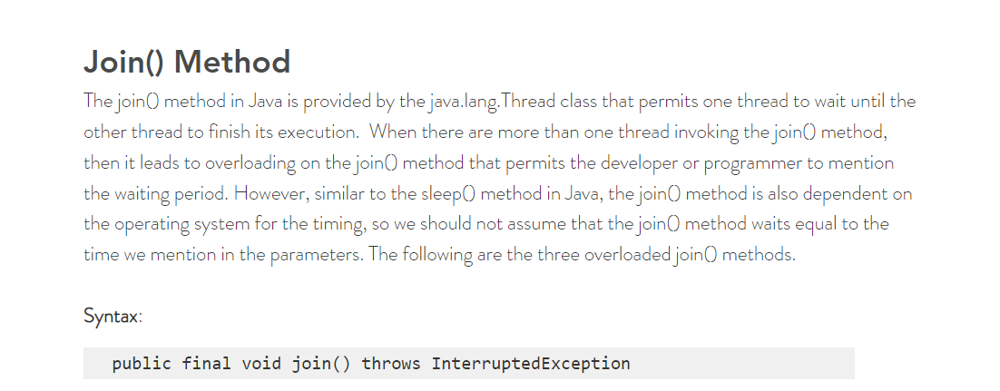 Join() Method
The join() method in Java is provided by the java.lang.Thread class that permits one thread to wait until the
other thread to finish its execution.  When there are more than one thread invoking the join() method,
then it leads to overloading on the join() method that permits the developer or programmer to mention
the waiting period. However, similar to the sleep() method in Java, the join() method is also dependent on
the operating system for the timing, so we should not assume that the join() method waits equal to the
time we mention in the parameters. The following are the three overloaded join() methods.
Syntax:
public final void join() throws InterruptedException